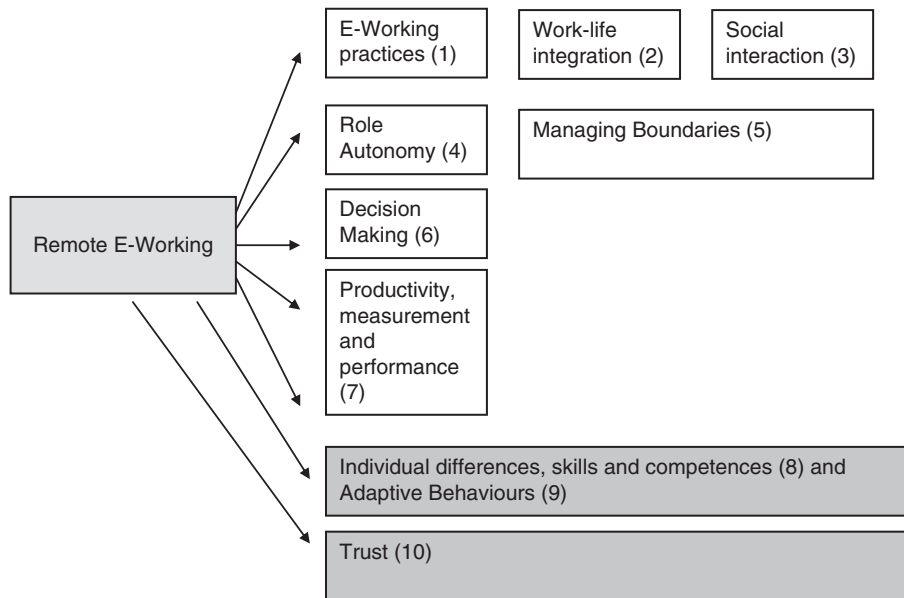 E-Working
practices (1)
Work-life
integration (2)
Social
interaction (3)
Role
Autonomy (4)
Managing Boundaries (5)
Remote E-Working
Decision
Making (6)
Productivity,
measurement
and
performance
(7)
Individual differences, skills and competences (8) and
Adaptive Behaviours (9)
Trust (10)